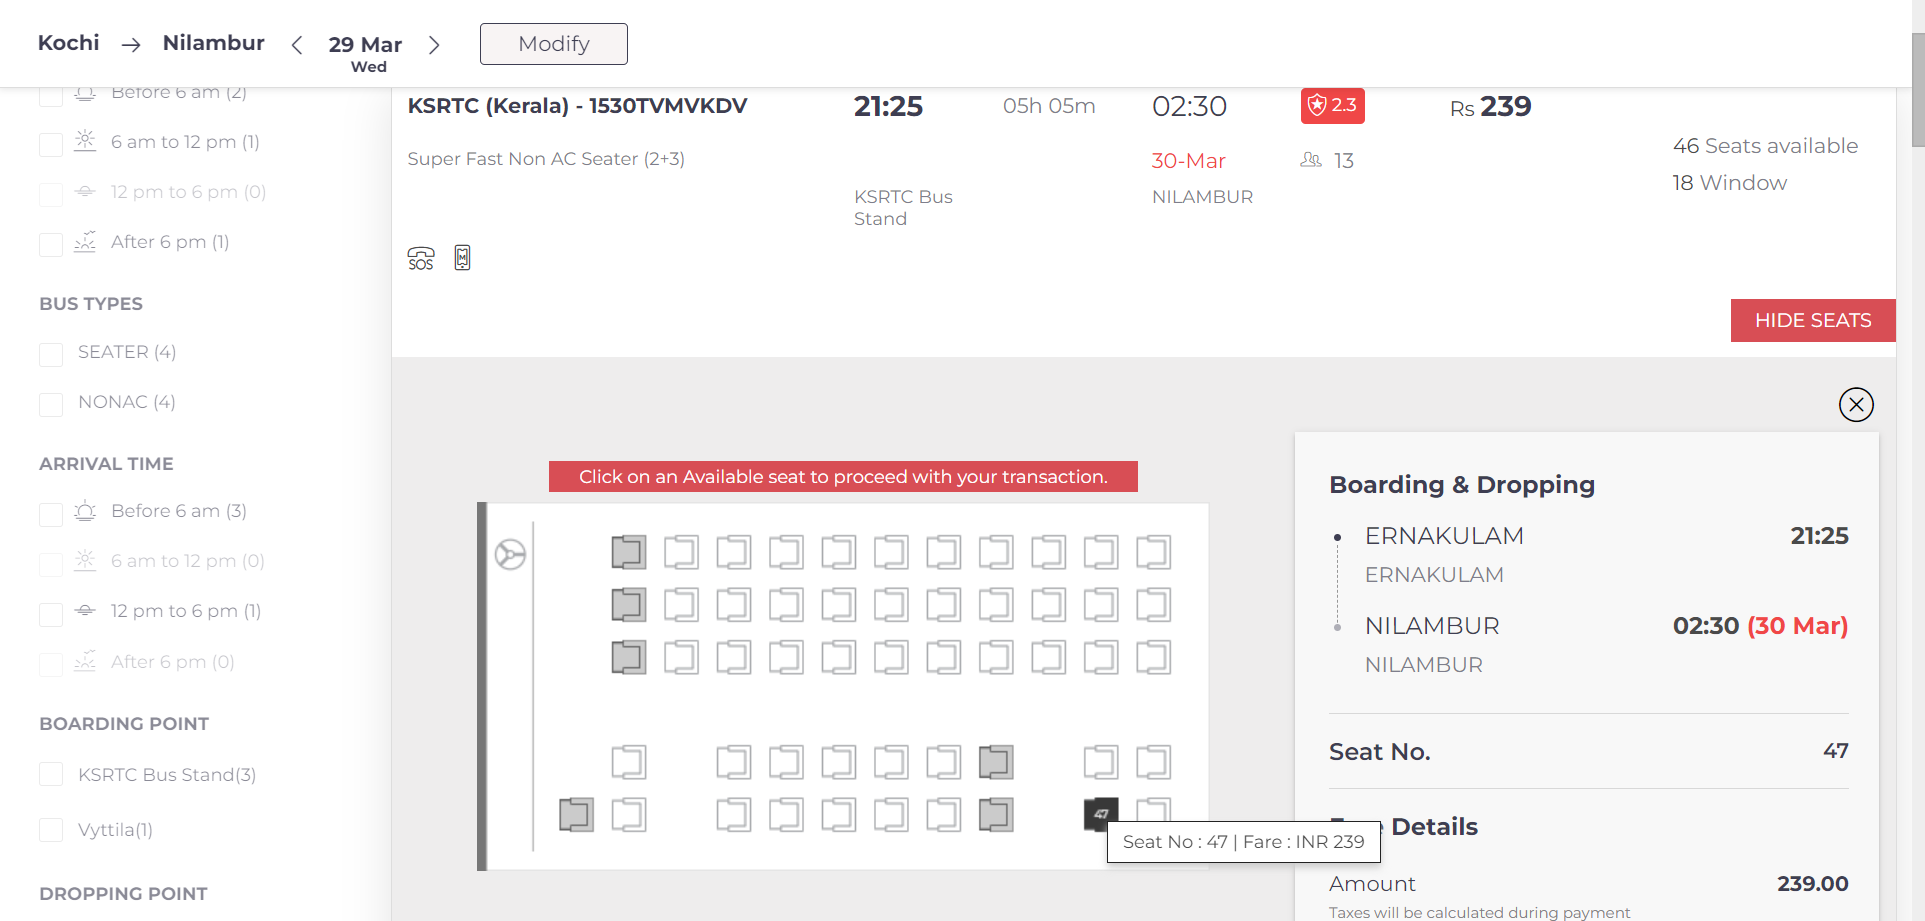 Kochi → Nilambur < 29 Mar > Modify
Wed
Before 6 am (2)
6 am to 12 pm (1)
12 pm to 6 pm (0)
After 6 pm (1)
BUS TYPES
SEATER (4)
NONAC (4)
ARRIVAL TIME
Before 6 am (3)
6 am to 12 pm (0)
12 pm to 6 pm (1)
After 6 pm (0)
BOARDING POINT
KSRTC Bus Stand(3)
Vyttila(1)
DROPPING POINT
KSRTC (Kerala) - 1530TVMVKDV 21:25 05h 05m 02:30 2.3 Rs 239
Super Fast Non AC Seater (2+3)
30-Mar
13
46 Seats available
18 Window
KSRTC Bus
Stand
NILAMBUR
SOS M
HIDE SEATS
Click on an Available seat to proceed with your transaction.
47
Seat No : 47 | Fare : INR 239
Boarding & Dropping
ERNAKULAM 21:25
ERNAKULAM
NILAMBUR 02:30 (30 Mar)
NILAMBUR
Seat No. 47
Details
Amount 239.00
Taxes will be calculated during payment